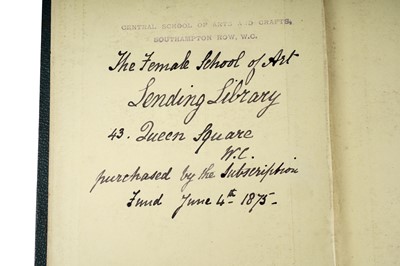 CENTRAL SCHOOL OF ARTS AND CRAFTS,
SOUTHAMPTON ROW, W.C.
The Female School of Art
Lending Library
43. Queen Square
W.C.
purchased by the Subscription
Fund June 4th 1875-